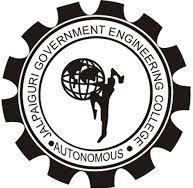 JALPAIGURI GOVERNMENT ENGINEERING COLLEGE
•AUTONOMOUS•